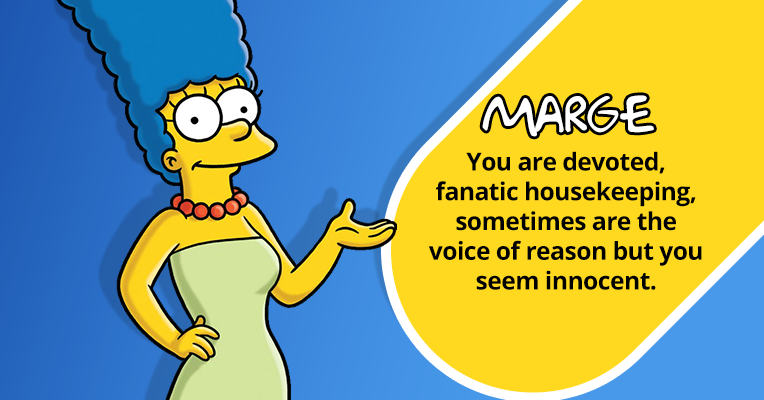 MARGE
You are devoted,
fanatic housekeeping,
sometimes are the
voice of reason but you
seem innocent.